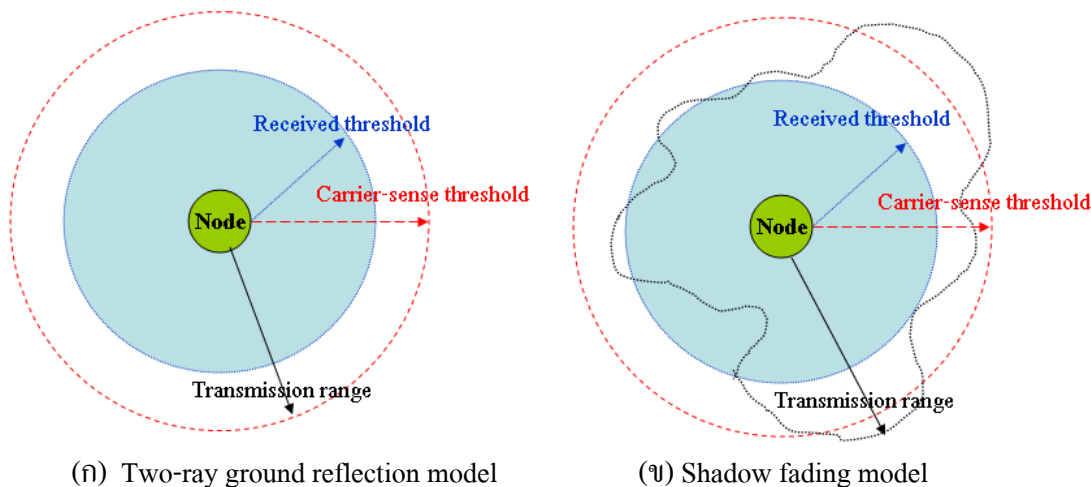 Received threshold
Carrier-sense threshold
Node
Transmission range
(ก) Two-ray ground reflection model
Received threshold
Carrier-sense threshold
Node
Transmission range
(ข) Shadow fading model